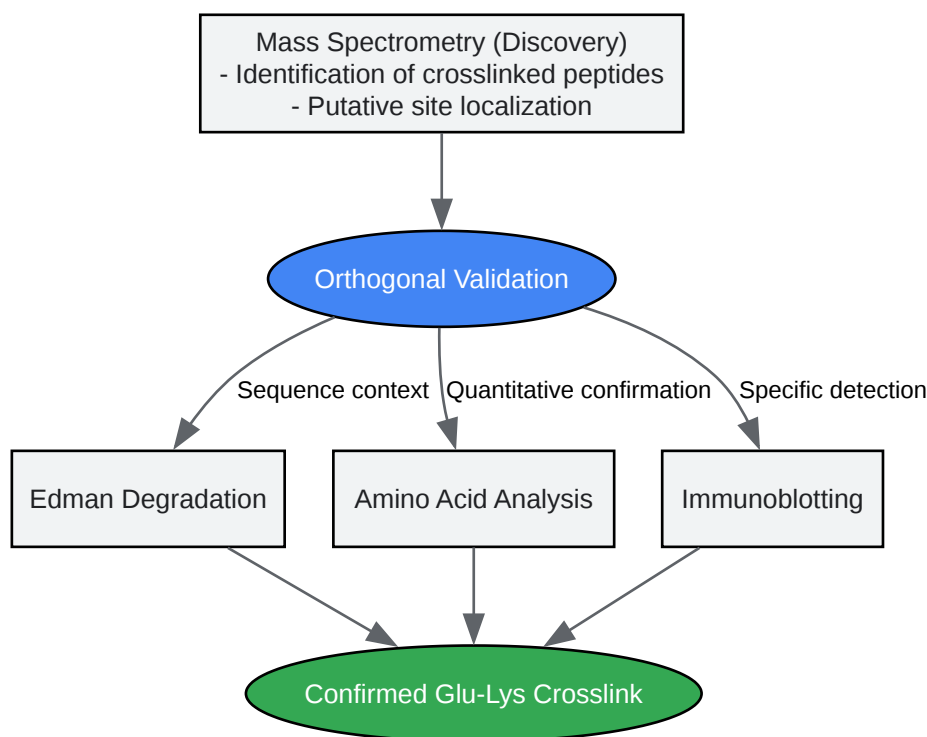 Mass Spectrometry (Discovery)
- Identification of crosslinked peptides
- Putative site localization
Orthogonal Validation
Sequence context
Quantitative confirmation
Specific detection
Edman Degradation
Amino Acid Analysis
Immunoblotting
Confirmed Glu-Lys Crosslink